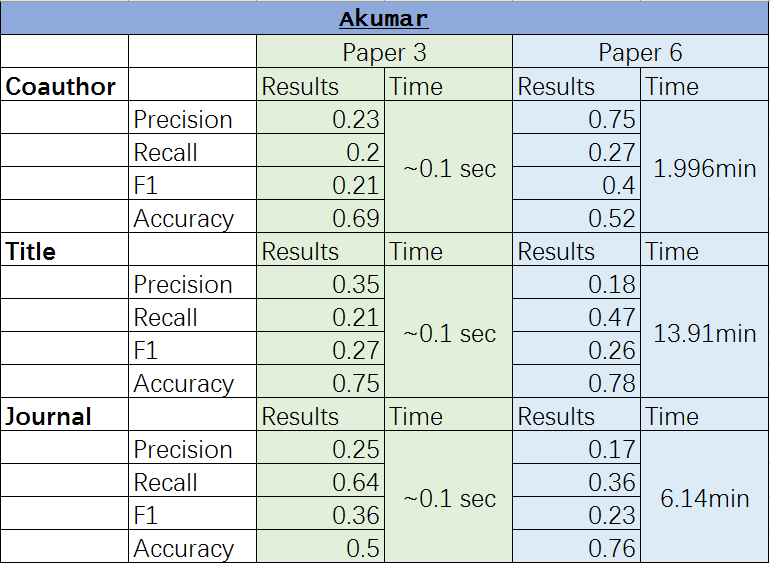 Akumar
Paper 3 Paper 6
Coauthor Results Time Results Time
Precision 0.23 0.75
Recall 0.2 0.27
~0.1 sec 1.996min
F1 0.21 0.4
Accuracy 0.69 0.52
Title Results Time Results Time
Precision 0.35 0.18
Recall 0.21 0.47
~0.1 sec 13.91min
F1 0.27 0.26
Accuracy 0.75 0.78
Journal Results Time Results Time
Precision 0.25 0.17
Recall 0.64 0.36
~0.1 sec 6.14min
F1 0.36 0.23
Accuracy 0.5 0.76